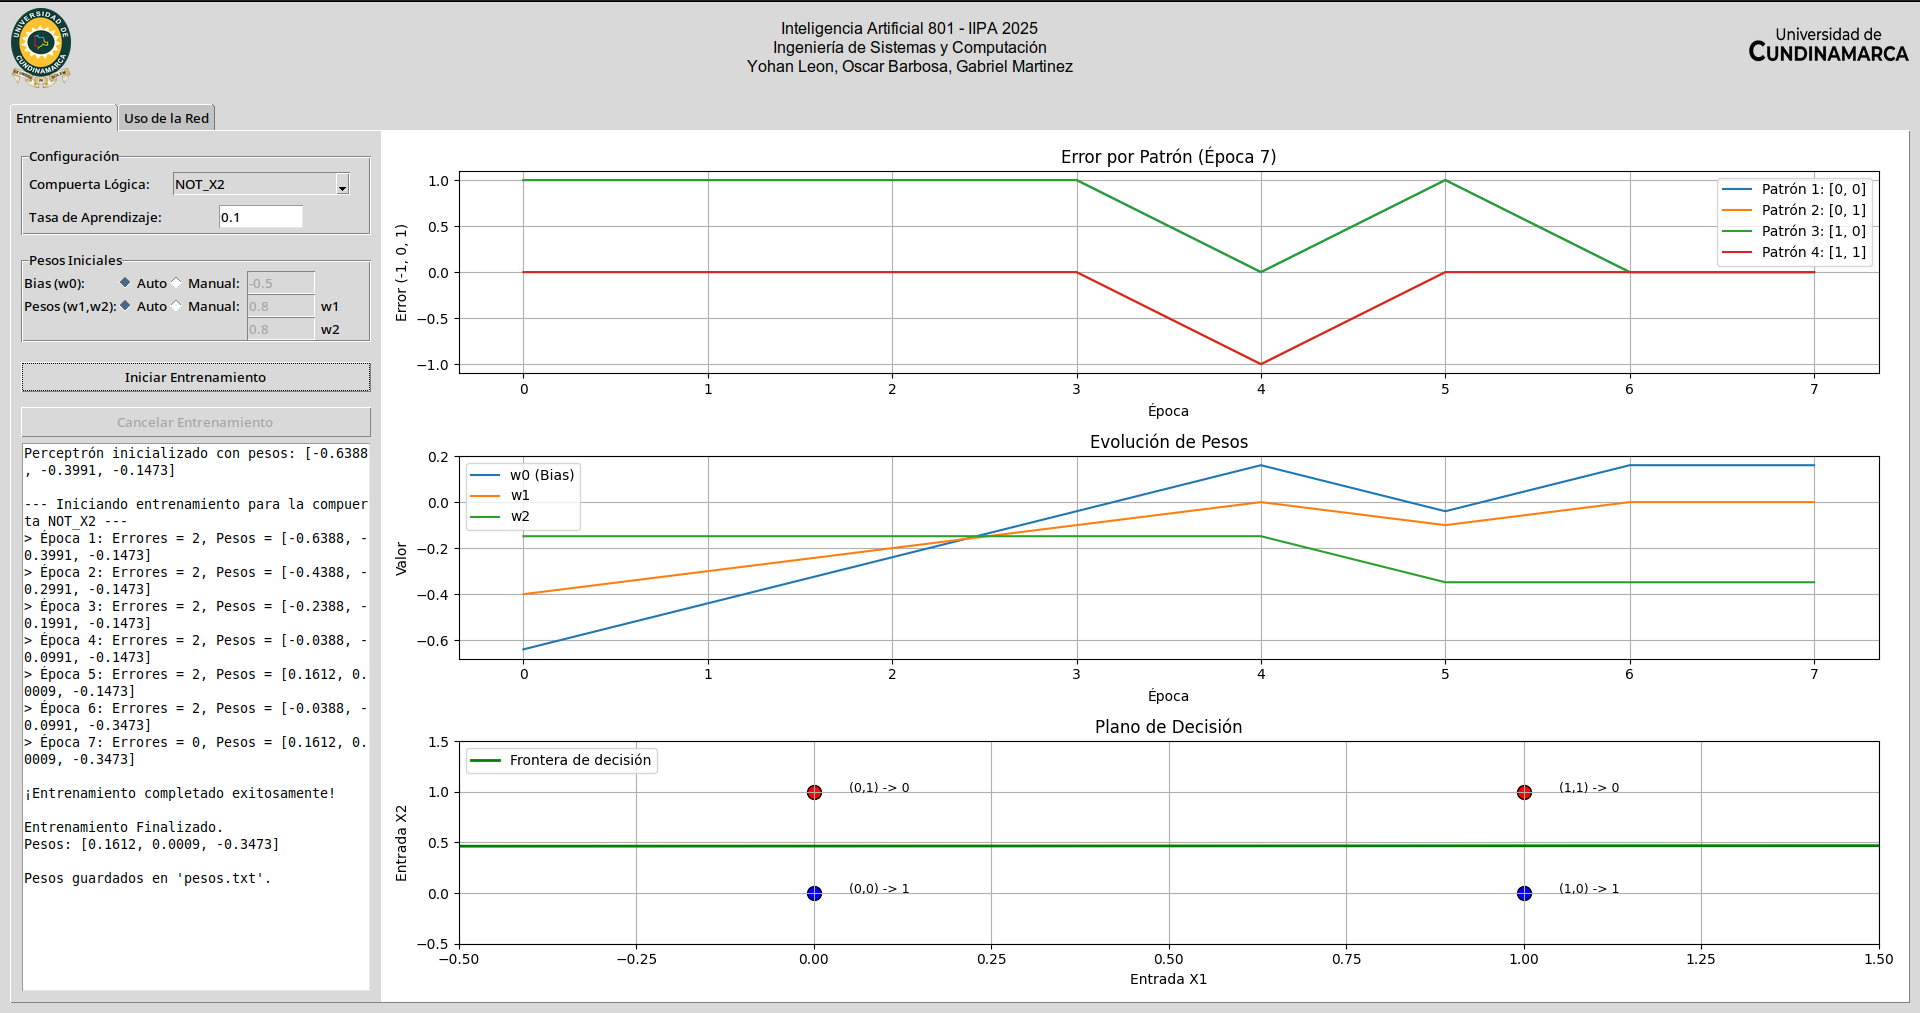 UNIVERSIDAD DE
CUNDINAMARCA
Inteligencia Artificial 801 - IIPA 2025
Ingeniería de Sistemas y Computación
Yohan Leon, Oscar Barbosa, Gabriel Martinez
Universidad de
CUNDINAMARCA
Entrenamiento
Uso de la Red
Configuración
Compuerta Lógica: NOT_X2
Tasa de Aprendizaje: 0.1
Pesos Iniciales
Bias (w0): Auto Manual: -0.5
Pesos (w1,w2): Auto Manual: 0.8 w1
0.8 w2
Iniciar Entrenamiento
Cancelar Entrenamiento
Perceptrón inicializado con pesos: [-0.6388
, -0.3991, -0.1473]
--- Iniciando entrenamiento para la compuer
ta NOT_X2 ---
> Época 1: Errores = 2, Pesos = [-0.6388, -
0.3991, -0.1473]
> Época 2: Errores = 2, Pesos = [-0.4388, -
0.2991, -0.1473]
> Época 3: Errores = 2, Pesos = [-0.2388, -
0.1991, -0.1473]
> Época 4: Errores = 2, Pesos = [-0.0388, -
0.0991, -0.1473]
> Época 5: Errores = 2, Pesos = [0.1612, 0.
0009, -0.1473]
> Época 6: Errores = 2, Pesos = [-0.0388, -
0.0991, -0.3473]
> Época 7: Errores = 0, Pesos = [0.1612, 0.
0009, -0.3473]
¡Entrenamiento completado exitosamente!
Entrenamiento Finalizado.
Pesos: [0.1612, 0.0009, -0.3473]
Pesos guardados en 'pesos.txt'.
Error por Patrón (Época 7)
Error (-1, 0, 1)
1.0
0.5
0.0
−0.5
−1.0
Patrón 1: [0, 0]
Patrón 2: [0, 1]
Patrón 3: [1, 0]
Patrón 4: [1, 1]
0 1 2 3 4 5 6 7
Época
Evolución de Pesos
Valor
0.2
0.0
−0.2
−0.4
−0.6
w0 (Bias)
w1
w2
0 1 2 3 4 5 6 7
Época
Plano de Decisión
Entrada X2
1.5
1.0
0.5
0.0
−0.5
Frontera de decisión
(0,1) -> 0
(1,1) -> 0
(0,0) -> 1
(1,0) -> 1
−0.50 −0.25 0.00 0.25 0.50 0.75 1.00 1.25 1.50
Entrada X1